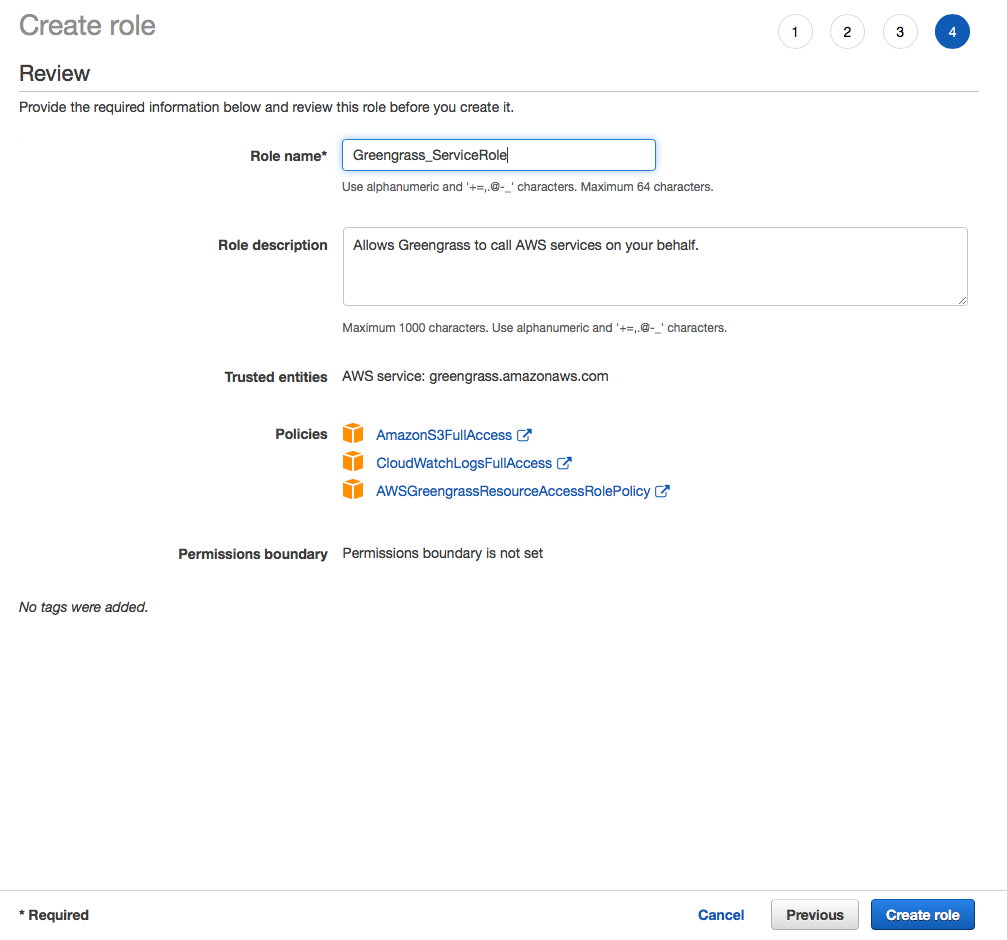 Create role
1 2 3 4
Review
Provide the required information below and review this role before you create it.
Role name* Greengrass_ServiceRole
Use alphanumeric and '+=,.@-_' characters. Maximum 64 characters.
Role description Allows Greengrass to call AWS services on your behalf.
Maximum 1000 characters. Use alphanumeric and '+=,.@-_' characters.
Trusted entities AWS service: greengrass.amazonaws.com
Policies AmazonS3FullAccess
CloudWatchLogsFullAccess
AWSGreengrassResourceAccessRolePolicy
Permissions boundary Permissions boundary is not set
No tags were added.
* Required Cancel Previous Create role